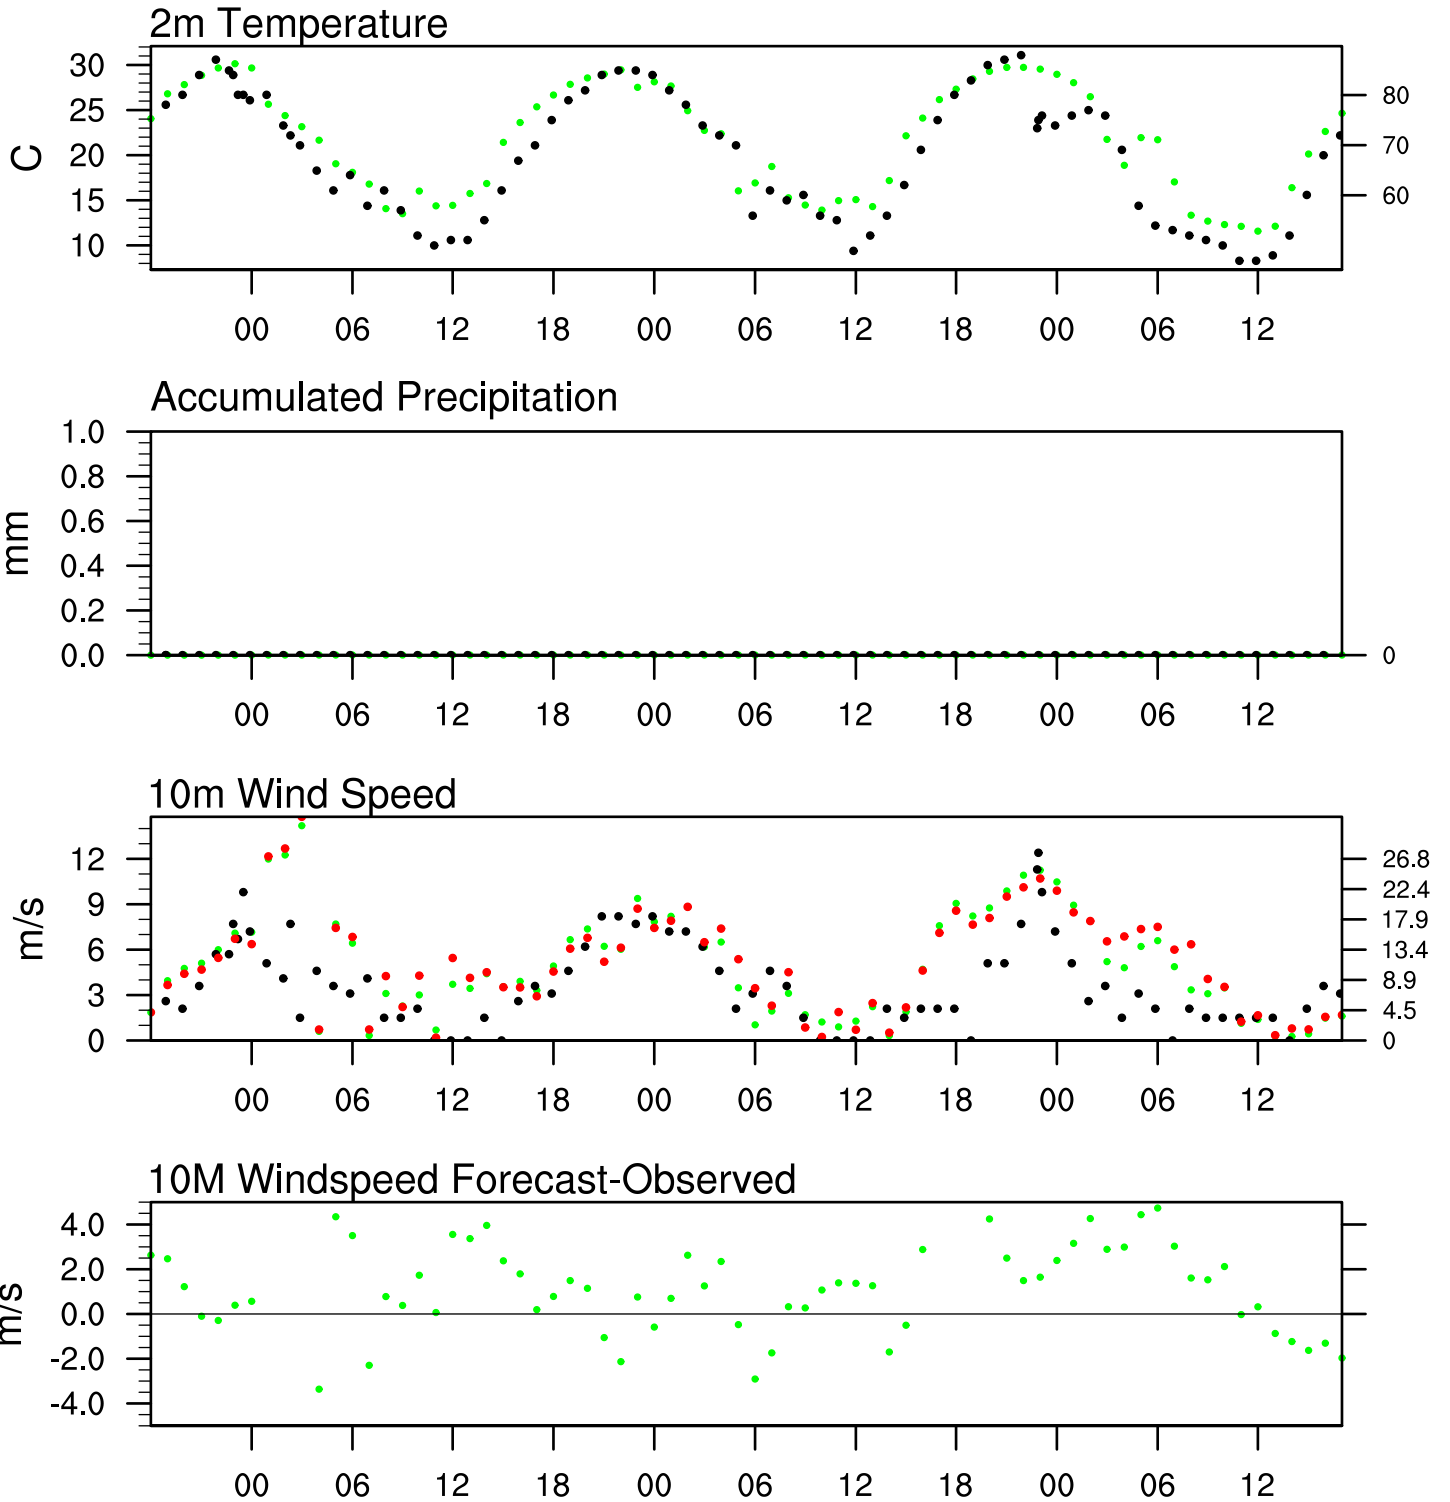 2m Temperature
30
25
20
15
10
C
80
70
60
00 06 12 18 00 06 12 18 00 06 12
Accumulated Precipitation
1.0
0.8
0.6
0.4
0.2
0.0
mm
0
00 06 12 18 00 06 12 18 00 06 12
10m Wind Speed
12
9
6
3
0
m/s
26.8
22.4
17.9
13.4
8.9
4.5
0
00 06 12 18 00 06 12 18 00 06 12
10M Windspeed Forecast-Observed
4.0
2.0
0.0
-2.0
-4.0
m/s
00 06 12 18 00 06 12 18 00 06 12